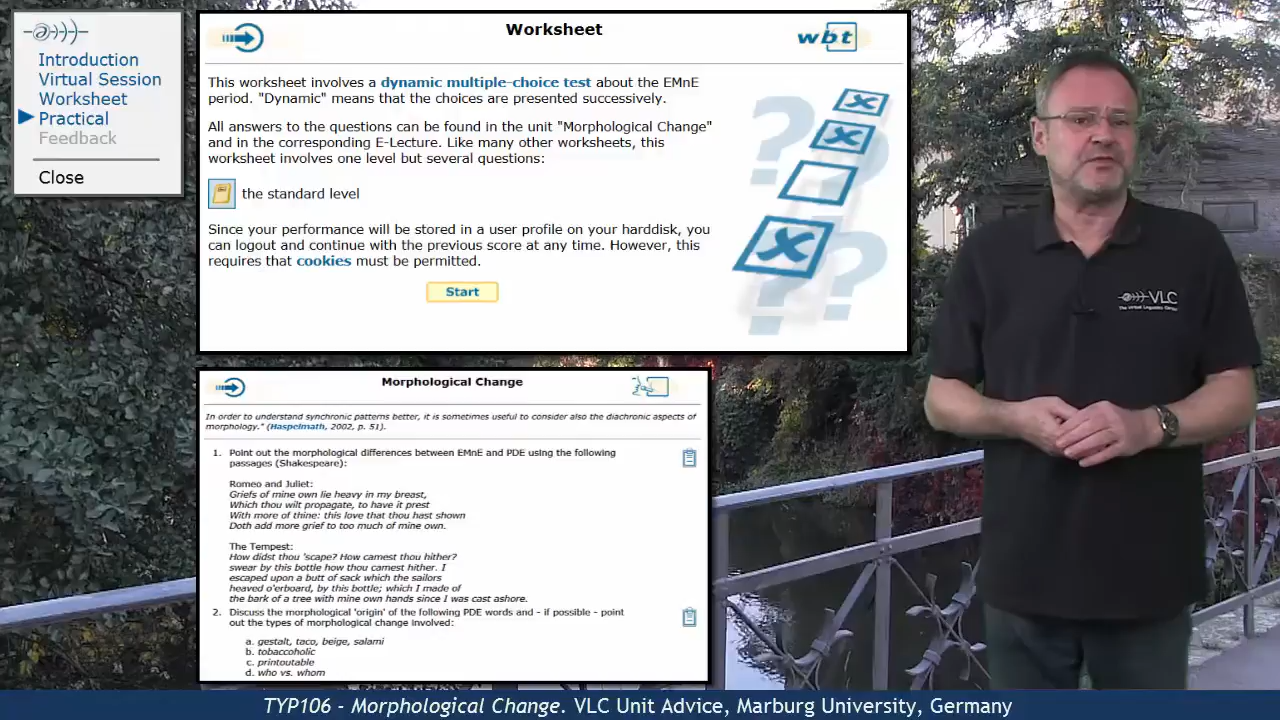 Introduction
Virtual Session
Worksheet
Practical
Feedback
Close
Worksheet
wbt
This worksheet involves a dynamic multiple-choice test about the EMnE
period. "Dynamic" means that the choices are presented successively.
All answers to the questions can be found in the unit "Morphological Change"
and in the corresponding E-Lecture. Like many other worksheets, this
worksheet involves one level but several questions:
the standard level
Since your performance will be stored in a user profile on your harddisk, you
can logout and continue with the previous score at any time. However, this
requires that cookies must be permitted.
Start
Morphological Change
In order to understand synchronic patterns better, it is sometimes useful to consider also the diachronic aspects of
morphology." (Haspelmath, 2002, p. 51).
1. Point out the morphological differences between EMnE and PDE using the following
passages (Shakespeare):
Romeo and Juliet:
Griefs of mine own lie heavy in my breast,
Which thou wilt propagate, to have it prest
With more of thine: this love that thou hast shown
Doth add more grief to too much of mine own.
The Tempest:
How didst thou 'scape? How camest thou hither?
swear by this bottle how thou camest hither. I
escaped upon a butt of sack which the sailors
heaved o'erboard, by this bottle; which I made of
the bark of a tree with mine own hands since I was cast ashore.
2. Discuss the morphological 'origin' of the following PDE words and - if possible - point
out the types of morphological change involved:
a. gestalt, taco, beige, salami
b. tobaccoholic
c. printoutable
d. who vs. whom
VLC
The Virtual Linguistics Campus
TYP106 - Morphological Change. VLC Unit Advice, Marburg University, Germany